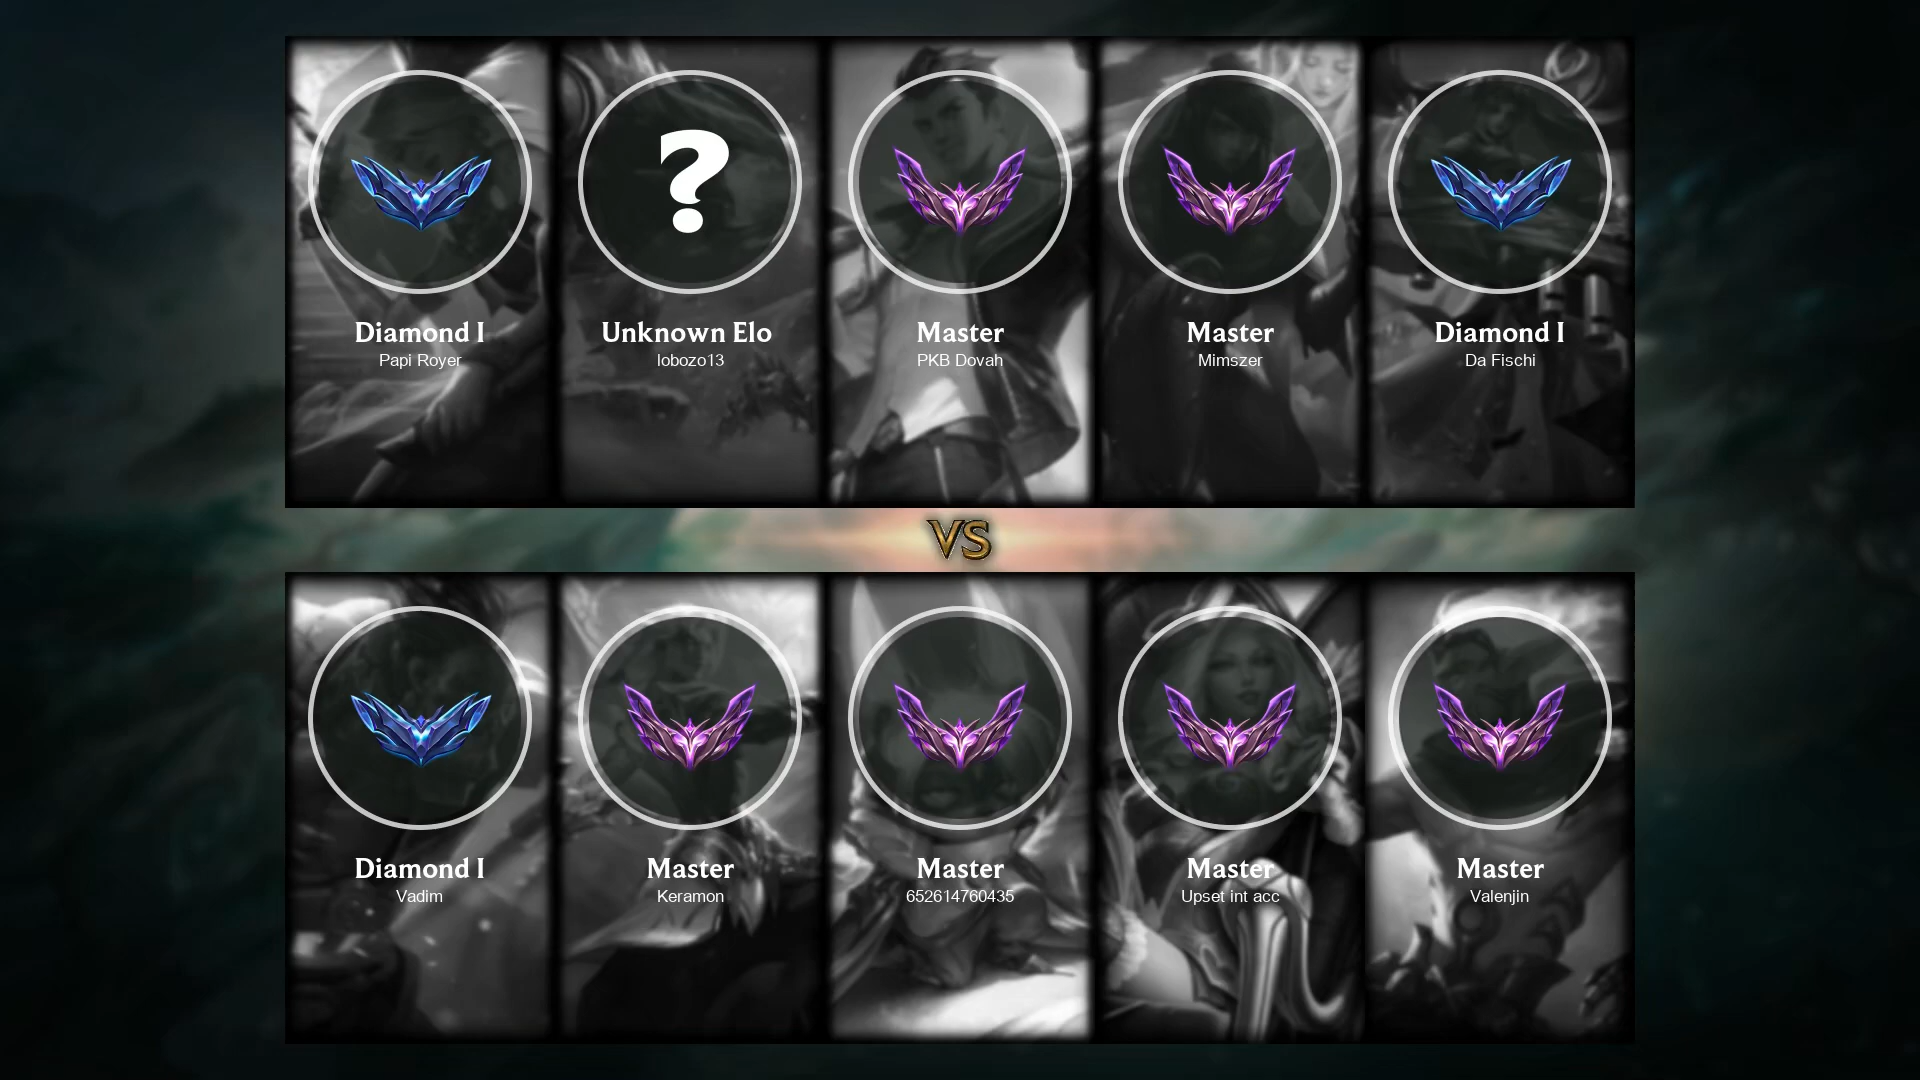 Diamond I
Papi Royer
?
Unknown Elo
lobozo13
Master
PKB Dovah
Master
Mimszer
Diamond I
Da Fischi
VS
Diamond I
Vadim
Master
Keramon
Master
652614760435
Master
Upset int acc
Master
Valenjin